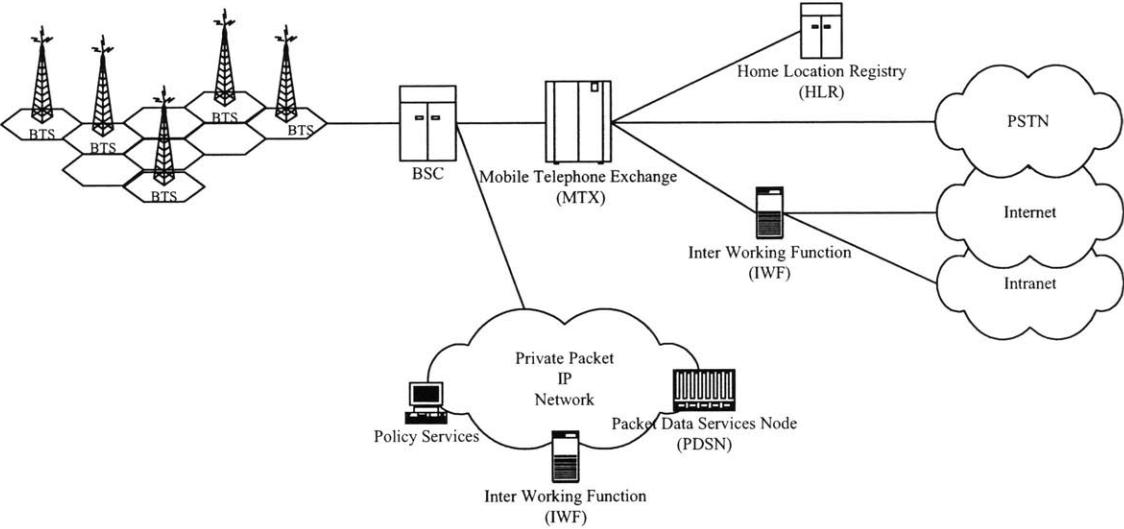 BTS
BTS
BTS
BTS
BTS
BSC
Mobile Telephone Exchange
(MTX)
Home Location Registry
(HLR)
PSTN
Inter Working Function
(IWF)
Internet
Intranet
Private Packet
IP
Network
Policy Services
Packet Data Services Node
(PDSN)
Inter Working Function
(IWF)